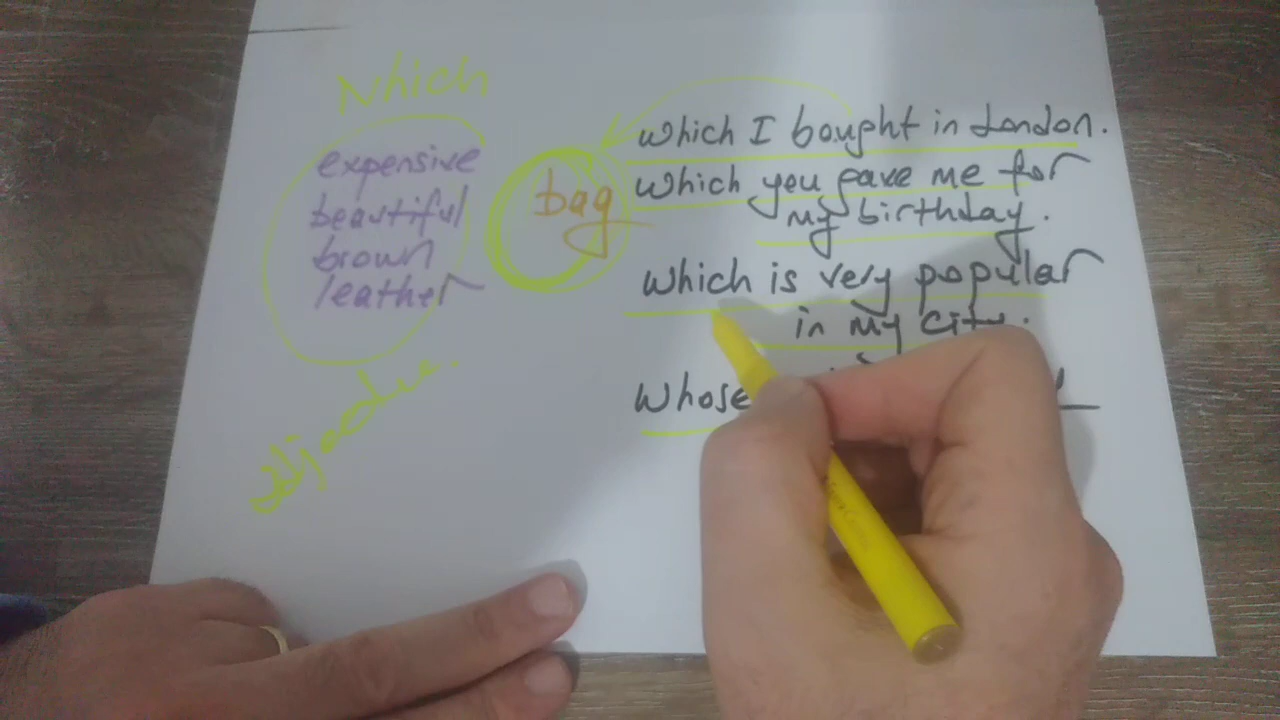 Which
expensive
beautiful
brown
leather
bag
which I bought in London.
which you gave me for
my birthday.
which is very popular
in my city.
whose